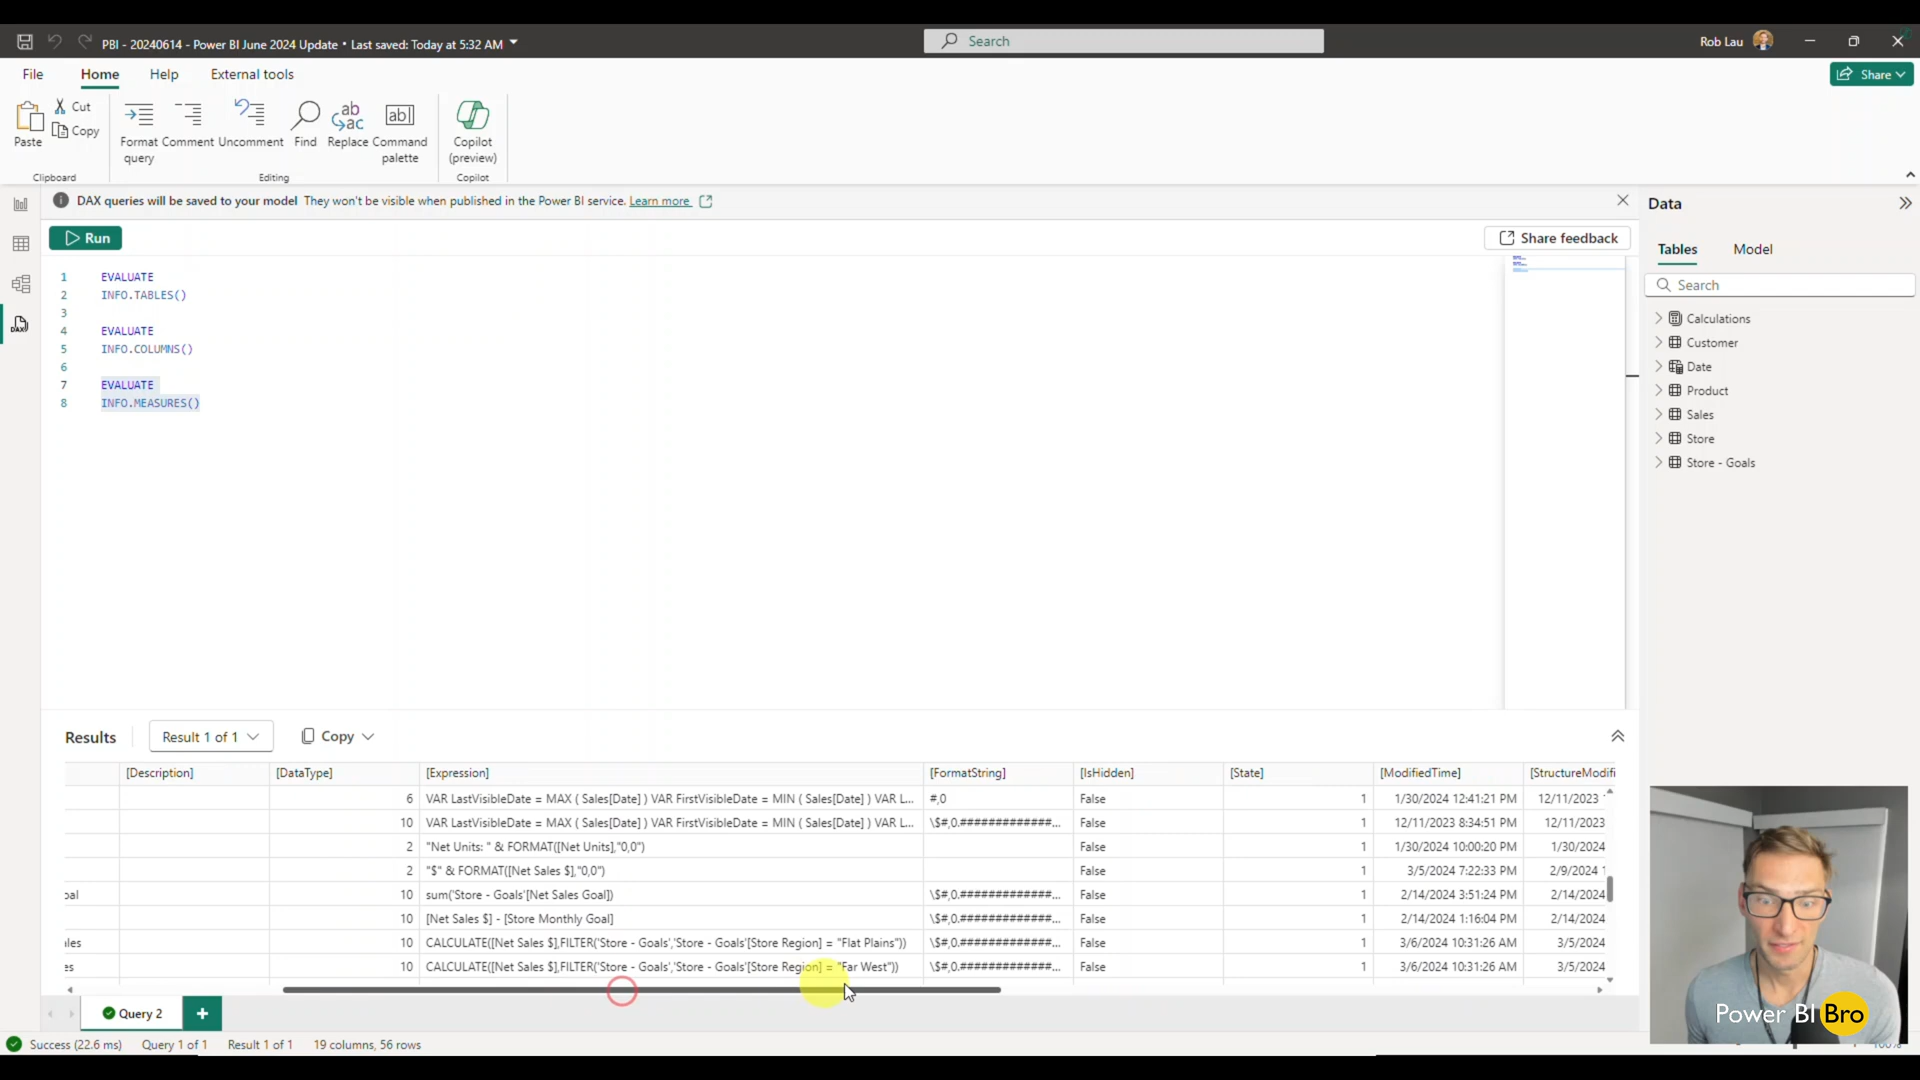 PBI - 20240614 - Power BI June 2024 Update • Last saved: Today at 5:32 AM
Search
Rob Lau
File
Home
Help
External tools
Share
Paste
Cut
Copy
Format query
Comment
Uncomment
Find
Replace
Command palette
Copilot (preview)
Clipboard
Editing
Copilot
DAX queries will be saved to your model They won't be visible when published in the Power BI service. Learn more
Run
Share feedback
1 EVALUATE
2 INFO.TABLES()
3
4 EVALUATE
5 INFO.COLUMNS()
6
7 EVALUATE
8 INFO.MEASURES()
Data
Tables Model
Search
Calculations
Customer
Date
Product
Sales
Store
Store - Goals
Results Result 1 of 1 Copy
[Description] [DataType] [Expression] [FormatString] [IsHidden] [State] [ModifiedTime] [StructureModifi
6 VAR LastVisibleDate = MAX ( Sales[Date] ) VAR FirstVisibleDate = MIN ( Sales[Date] ) VAR L... #,0 False 1 1/30/2024 12:41:21 PM 12/11/2023
10 VAR LastVisibleDate = MAX ( Sales[Date] ) VAR FirstVisibleDate = MIN ( Sales[Date] ) VAR L... \$#,0.#############... False 1 12/11/2023 8:34:51 PM 12/11/2023
2 "Net Units: " & FORMAT([Net Units],"0,0") False 1 1/30/2024 10:00:20 PM 1/30/2024
2 "$" & FORMAT([Net Sales $],"0,0") False 1 3/5/2024 7:22:33 PM 2/9/2024
oal 10 sum('Store - Goals'[Net Sales Goal]) \$#,0.#############... False 1 2/14/2024 3:51:24 PM 2/14/2024
10 [Net Sales $] - [Store Monthly Goal] \$#,0.#############... False 1 2/14/2024 1:16:04 PM 2/14/2024
les 10 CALCULATE([Net Sales $],FILTER('Store - Goals','Store - Goals'[Store Region] = "Flat Plains")) \$#,0.#############... False 1 3/6/2024 10:31:26 AM 3/5/2024
es 10 CALCULATE([Net Sales $],FILTER('Store - Goals','Store - Goals'[Store Region] = "Far West")) \$#,0.#############... False 1 3/6/2024 10:31:26 AM 3/5/2024
Query 2
Power BI Bro
Success (22.6 ms) Query 1 of 1 Result 1 of 1 19 columns, 56 rows